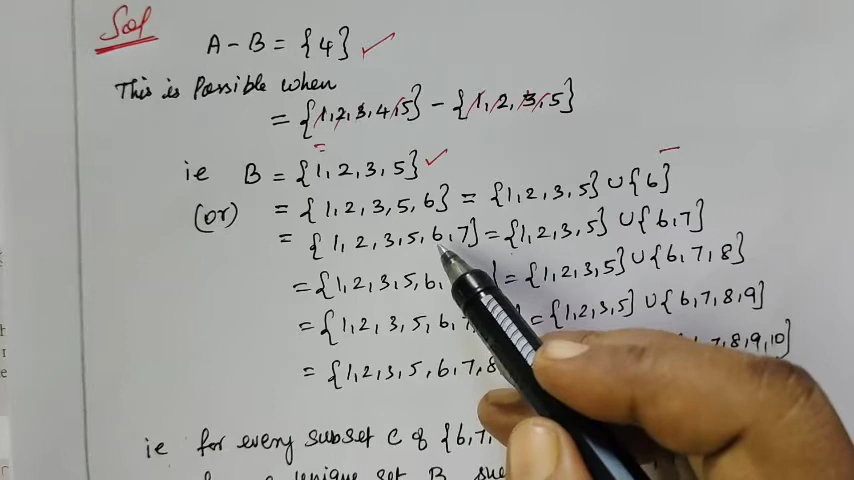 Sol
A - B = {4} ✓
This is Possible when
= {1, 2, 3, 4, 5} - {1, 2, 3, 5}
ie B = {1, 2, 3, 5} ✓
(or) = {1, 2, 3, 5, 6} = {1, 2, 3, 5} ∪ {6}
= {1, 2, 3, 5, 6, 7} = {1, 2, 3, 5} ∪ {6, 7}
= {1, 2, 3, 5, 6, } = {1, 2, 3, 5} ∪ {6, 7, 8}
= {1, 2, 3, 5, 6, 7, } = {1, 2, 3, 5} ∪ {6, 7, 8, 9}
= {1, 2, 3, 5, 6, 7, 8 7, 8, 9, 10}
ie for every subset C of {6, 7,
unique set B